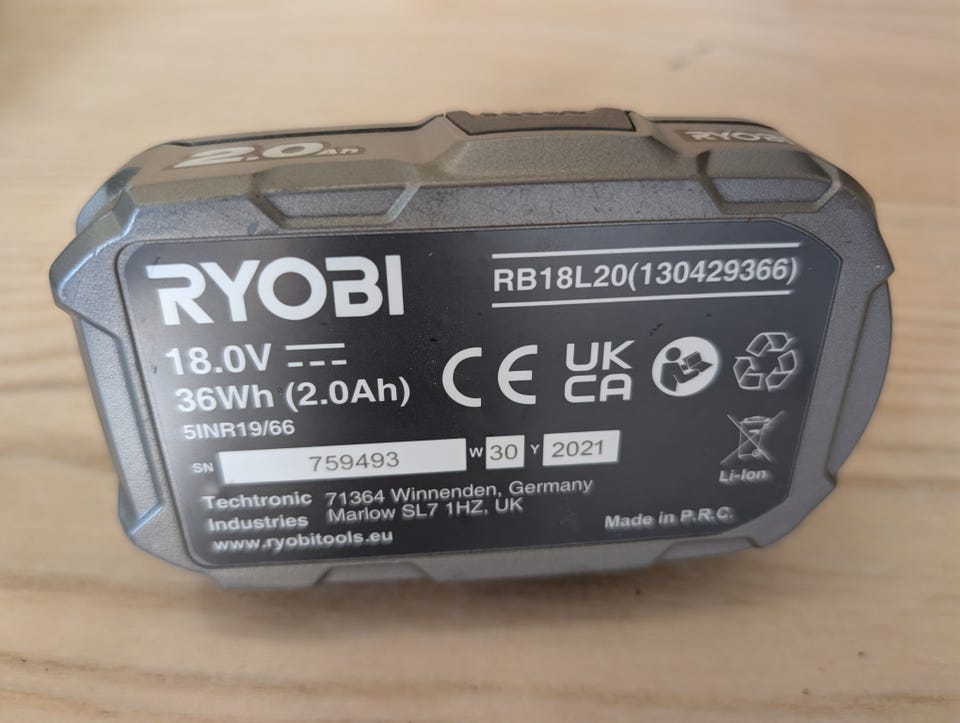 2.0Ah
RYOBI
RYOBI
RB18L20(130429366)
18.0V
36Wh (2.0Ah)
5INR19/66
CE
UK
CA
SN 759493 W 30 Y 2021
Li-Ion
Techtronic 71364 Winnenden, Germany
Industries Marlow SL7 1HZ, UK
www.ryobitools.eu
Made in P.R.C.